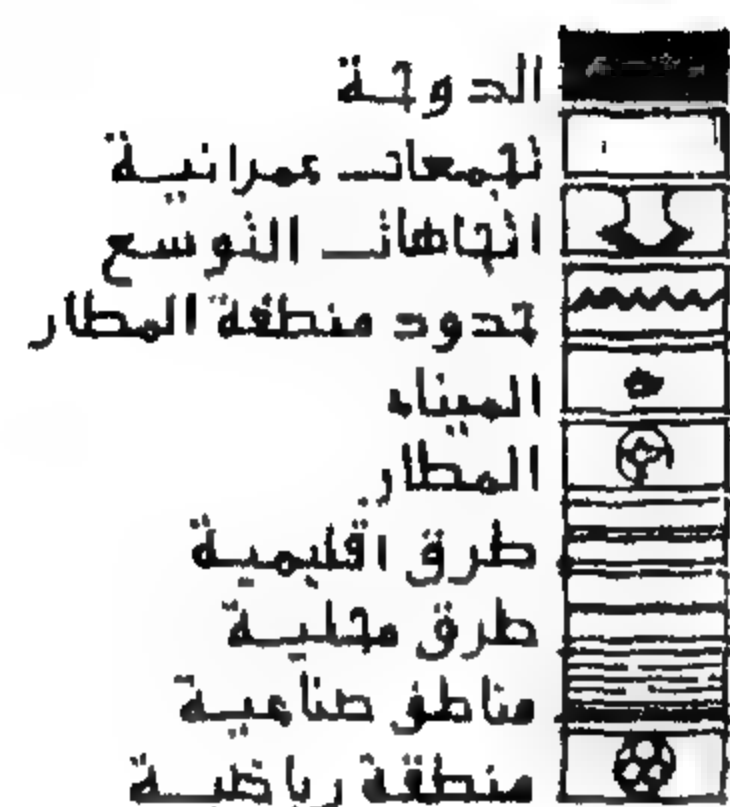 الدوحة
تجمعات عمرانية
اتجاهات التوسع
حدود منطقة المطار
الميناء
المطار
طرق اقليمية
طرق محلية
مناطق صناعية
منطقة رياضية